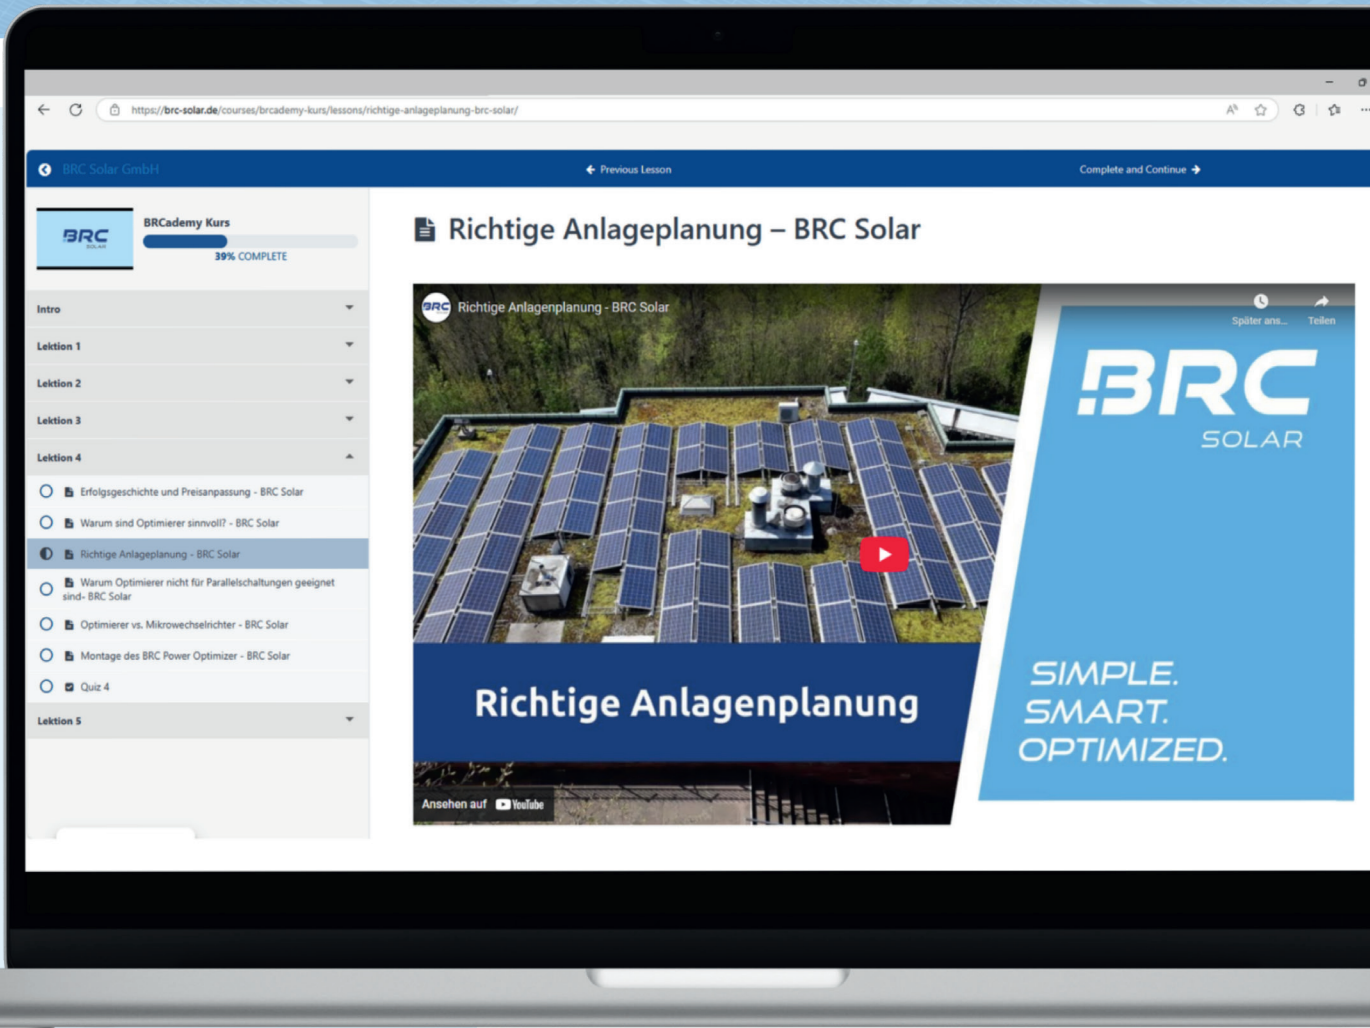 https://brc-solar.de/courses/brcademy-kurs/lessons/richtige-anlageplanung-brc-solar/
BRC Solar GmbH
Previous Lesson
Complete and Continue
BRC
SOLAR
BRCademy Kurs
39% COMPLETE
Intro
Lektion 1
Lektion 2
Lektion 3
Lektion 4
Erfolgsgeschichte und Preisanpassung - BRC Solar
Warum sind Optimierer sinnvoll? - BRC Solar
Richtige Anlageplanung - BRC Solar
Warum Optimierer nicht für Parallelschaltungen geeignet
sind- BRC Solar
Optimierer vs. Mikrowechselrichter - BRC Solar
Montage des BRC Power Optimizer - BRC Solar
Quiz 4
Lektion 5
Richtige Anlageplanung – BRC Solar
BRC
Richtige Anlagenplanung - BRC Solar
Später ans...
Teilen
BRC
SOLAR
Richtige Anlagenplanung
SIMPLE.
SMART.
OPTIMIZED.
Ansehen auf YouTube